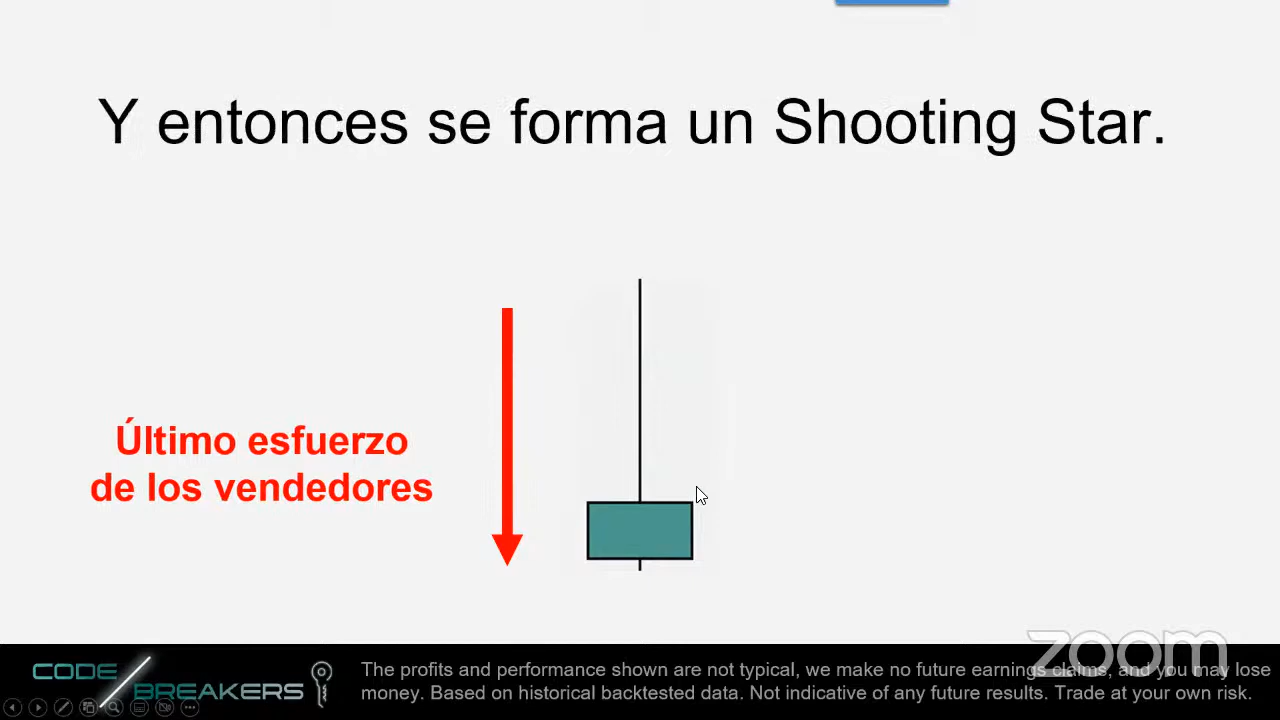 Y entonces se forma un Shooting Star.
Último esfuerzo
de los vendedores
zoom
CODE
BREAKERS
The profits and performance shown are not typical, we make no future earnings claims, and you may lose
money. Based on historical backtested data. Not indicative of any future results. Trade at your own risk.